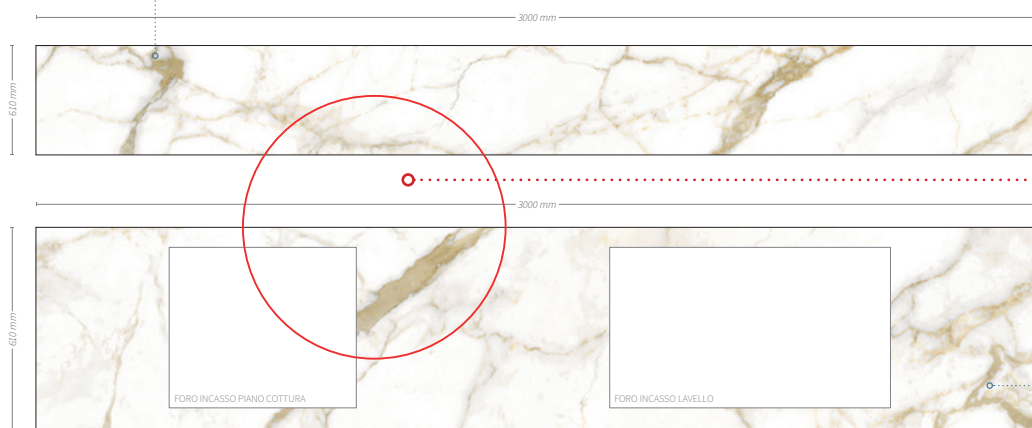 3000 mm
610 mm
3000 mm
610 mm
FORO INCASSO PIANO COTTURA
FORO INCASSO LAVELLO